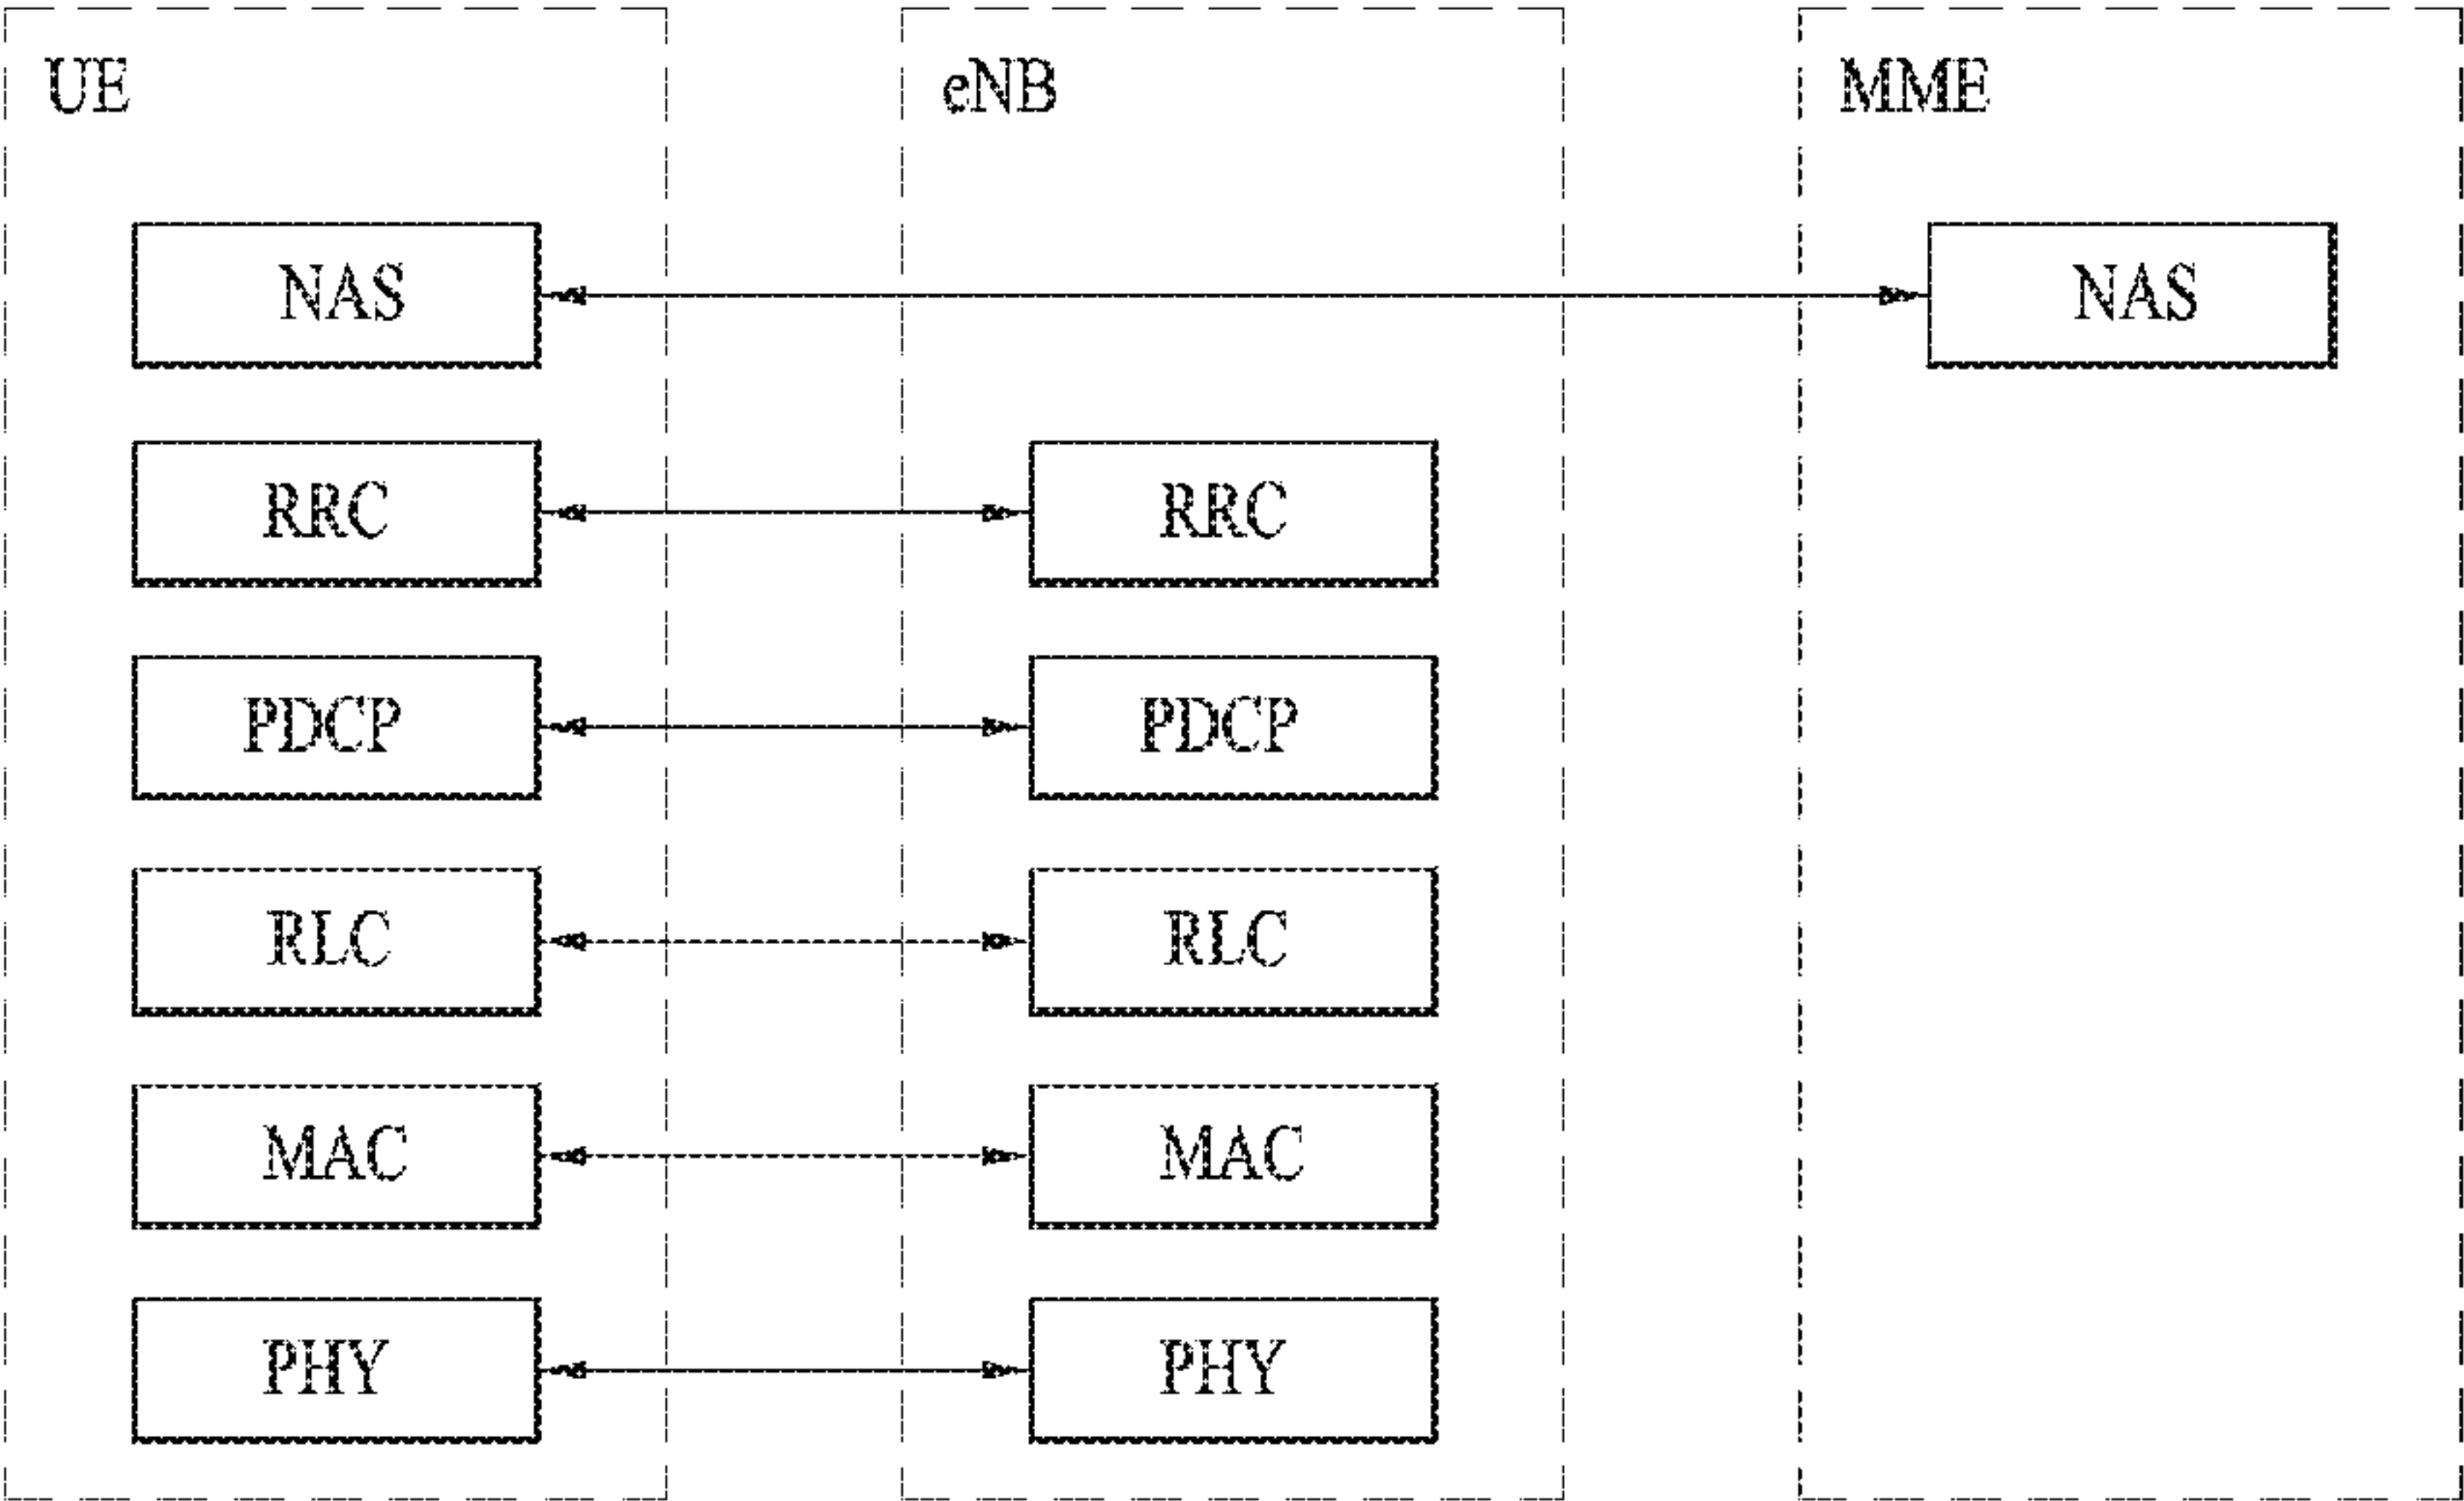 UE eNB MME
NAS NAS
RRC RRC
PDCP PDCP
RLC RLC
MAC MAC
PHY PHY